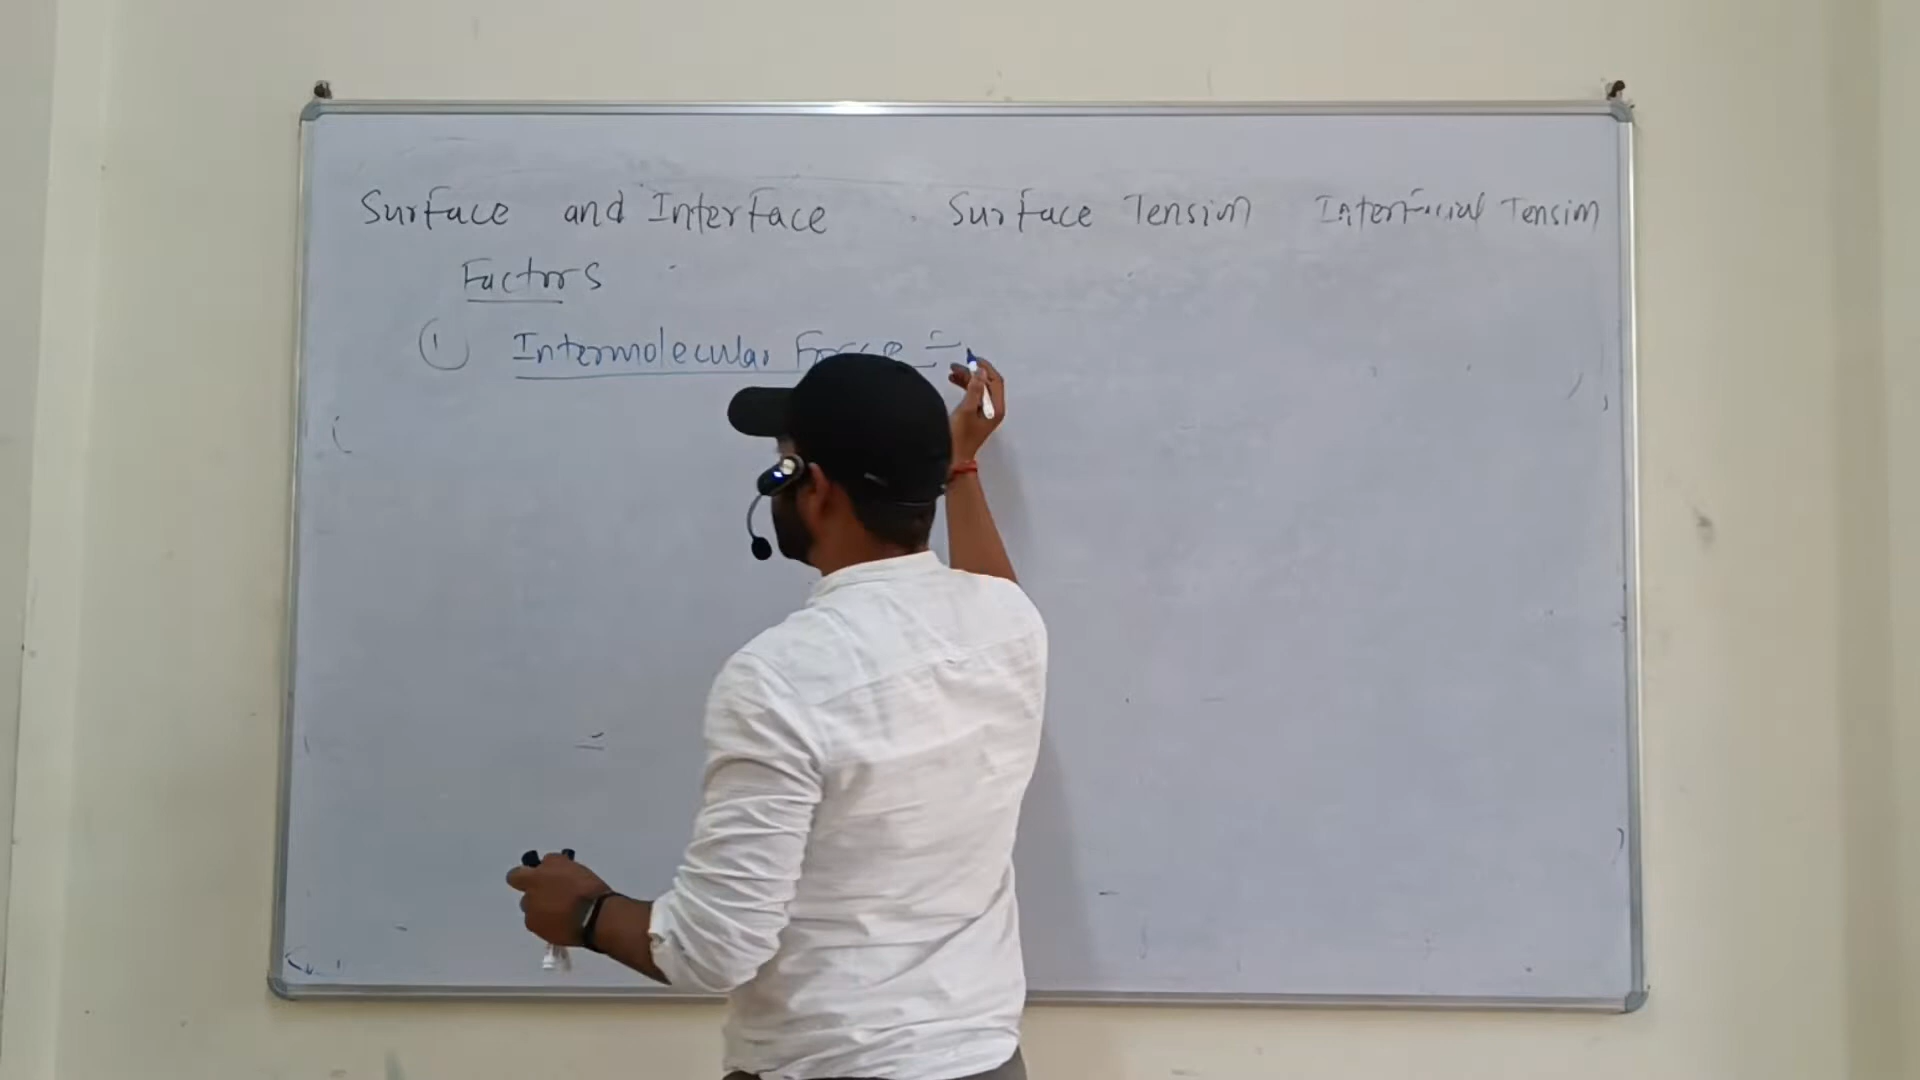 Surface and Interface Surface Tension Interfacial Tension
Factors
① Intermolecular Force :-